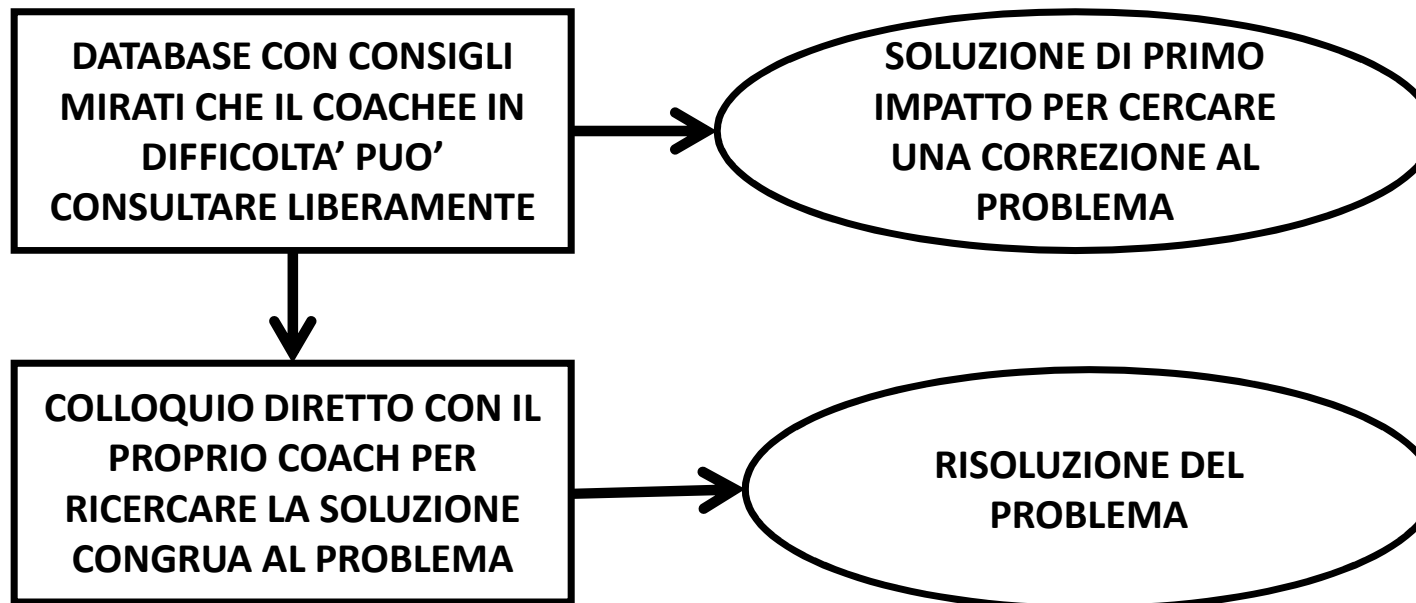 DATABASE CON CONSIGLI
MIRATI CHE IL COACHEE IN
DIFFICOLTA’ PUO’
CONSULTARE LIBERAMENTE
SOLUZIONE DI PRIMO
IMPATTO PER CERCARE
UNA CORREZIONE AL
PROBLEMA
COLLOQUIO DIRETTO CON IL
PROPRIO COACH PER
RICERCARE LA SOLUZIONE
CONGRUA AL PROBLEMA
RISOLUZIONE DEL
PROBLEMA